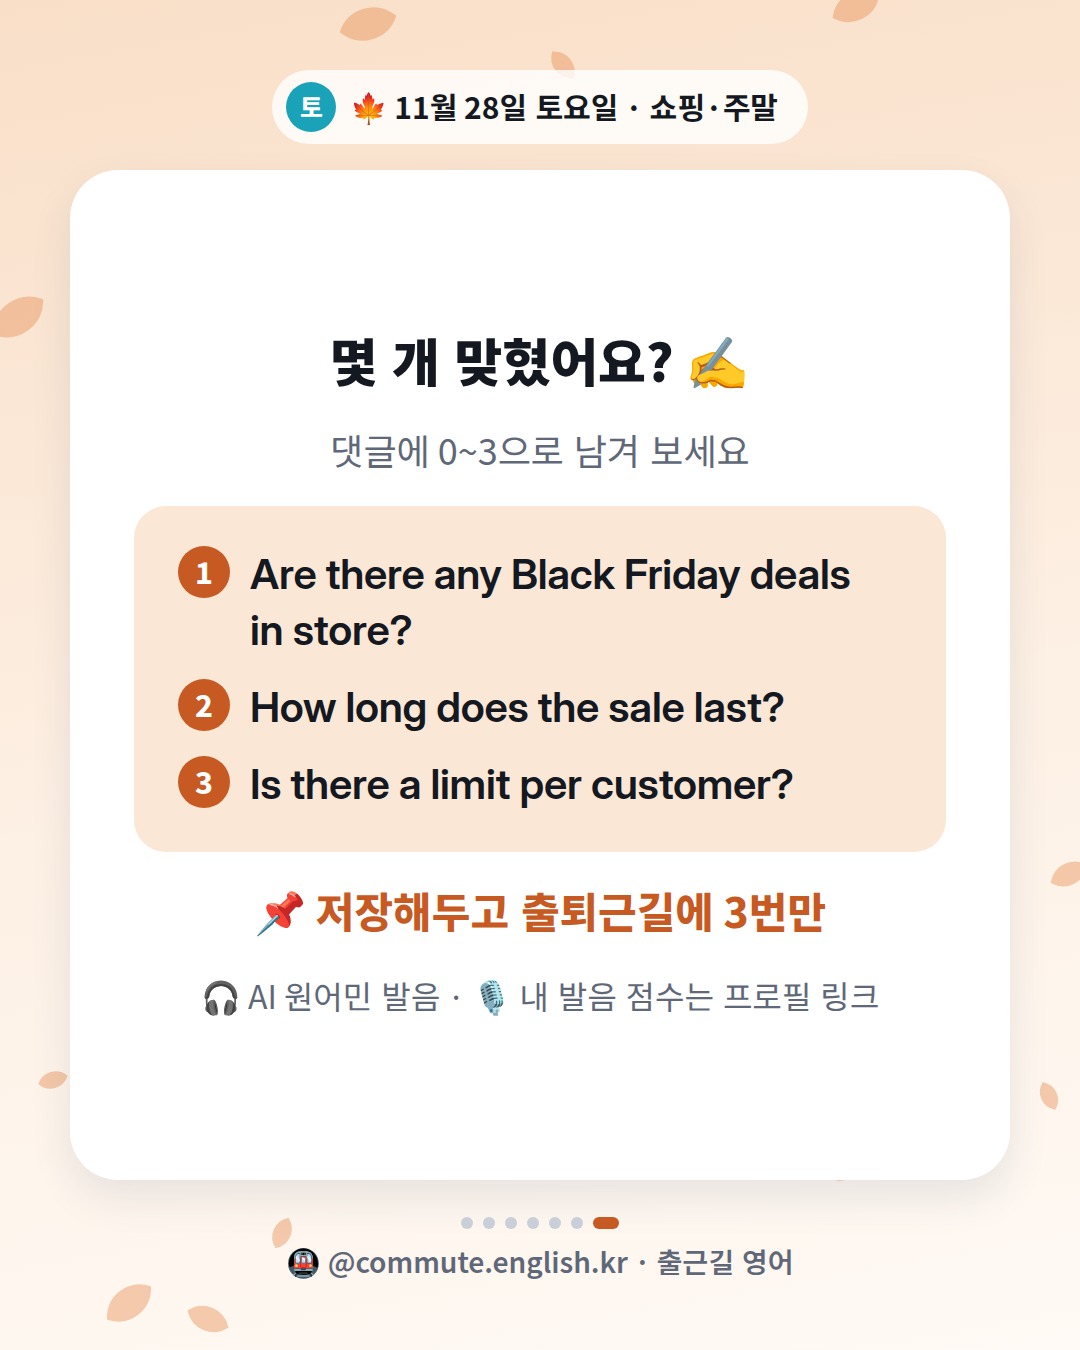 토 🍁 11월 28일 토요일 · 쇼핑·주말
몇 개 맞혔어요? ✍️
댓글에 0~3으로 남겨 보세요
1 Are there any Black Friday deals
in store?
2 How long does the sale last?
3 Is there a limit per customer?
📌 저장해두고 출퇴근길에 3번만
🎧 AI 원어민 발음 · 🎙️ 내 발음 점수는 프로필 링크
🚇 @commute.english.kr · 출근길 영어